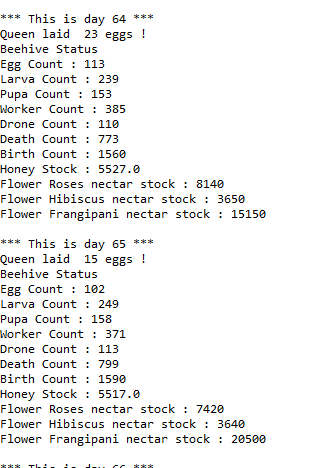 *** This is day 64 ***
Queen laid  23 eggs !
Beehive Status
Egg Count : 113
Larva Count : 239
Pupa Count : 153
Worker Count : 385
Drone Count : 110
Death Count : 773
Birth Count : 1560
Honey Stock : 5527.0
Flower Roses nectar stock : 8140
Flower Hibiscus nectar stock : 3650
Flower Frangipani nectar stock : 15150
*** This is day 65 ***
Queen laid  15 eggs !
Beehive Status
Egg Count : 102
Larva Count : 249
Pupa Count : 158
Worker Count : 371
Drone Count : 113
Death Count : 799
Birth Count : 1590
Honey Stock : 5517.0
Flower Roses nectar stock : 7420
Flower Hibiscus nectar stock : 3640
Flower Frangipani nectar stock : 20500